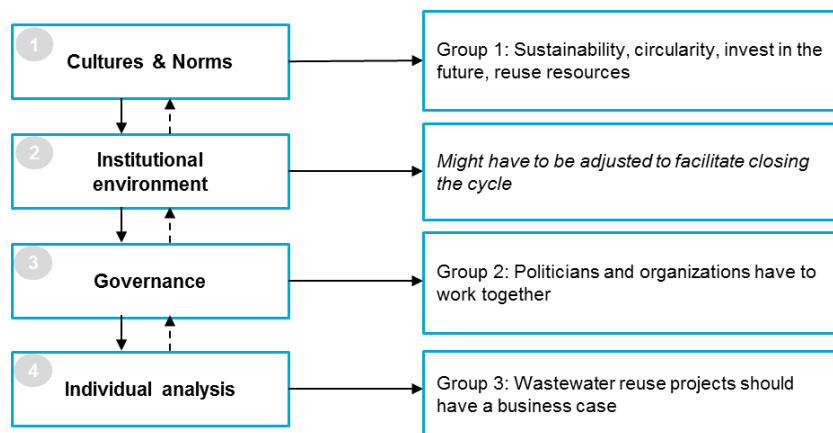 1
Cultures & Norms
Group 1: Sustainability, circularity, invest in the
future, reuse resources
2
Institutional
environment
Might have to be adjusted to facilitate closing
the cycle
3
Governance
Group 2: Politicians and organizations have to
work together
4
Individual analysis
Group 3: Wastewater reuse projects should
have a business case